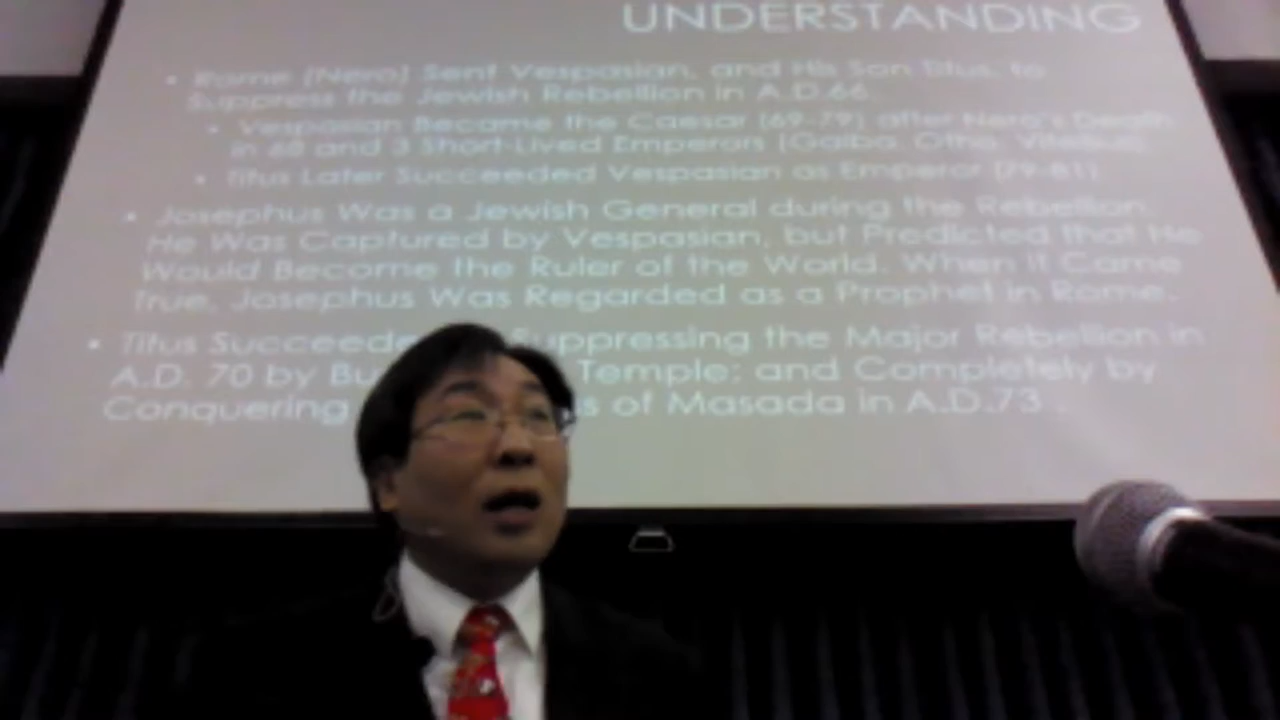 UNDERSTANDING
• Rome (Nero) Sent Vespasian, and His Son Titus, to
Suppress the Jewish Rebellion in A.D.66.
• Vespasian Became the Caesar (69-79) after Nero's Death
in 68 and 3 Short-Lived Emperors (Galba, Otho, Vitellius)
• Titus Later Succeeded Vespasian as Emperor (79-81)
• Josephus Was a Jewish General during the Rebellion.
He Was Captured by Vespasian, but Predicted that He
Would Become the Ruler of the World. When it Came
True, Josephus Was Regarded as a Prophet in Rome.
• Titus Succeede Suppressing the Major Rebellion in
A.D. 70 by Bu Temple; and Completely by
Conquering s of Masada in A.D.73.